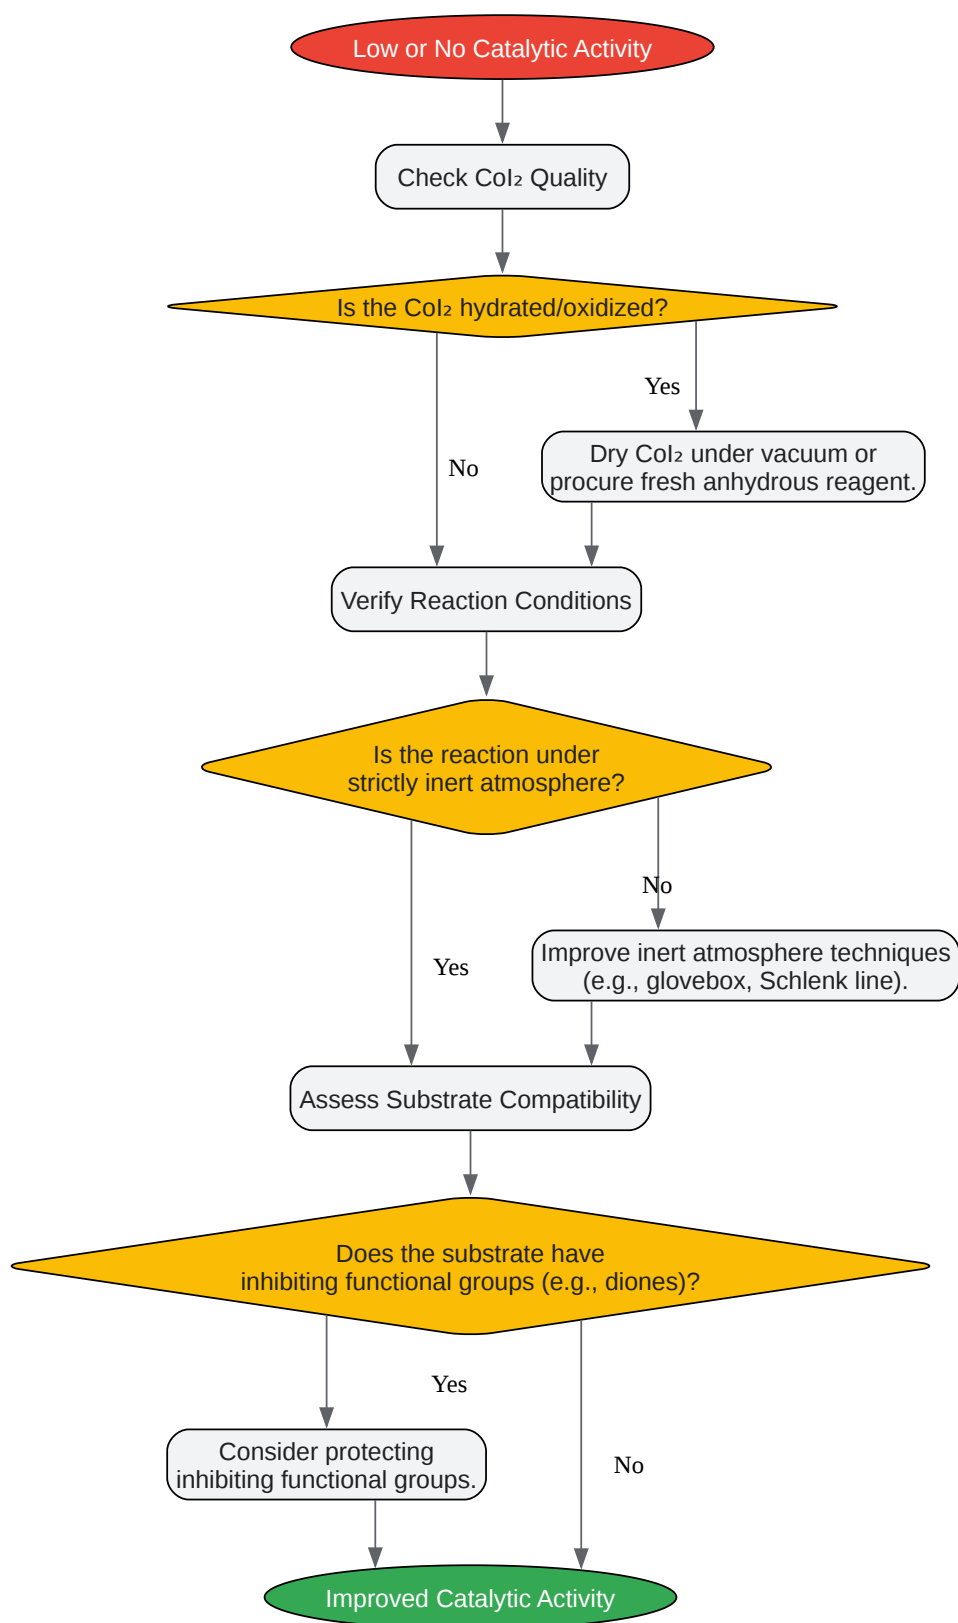 Low or No Catalytic Activity
Check CoI₂ Quality
Is the CoI₂ hydrated/oxidized?
Yes
No
Dry CoI₂ under vacuum or
procure fresh anhydrous reagent.
Verify Reaction Conditions
Is the reaction under
strictly inert atmosphere?
No
Yes
Improve inert atmosphere techniques
(e.g., glovebox, Schlenk line).
Assess Substrate Compatibility
Does the substrate have
inhibiting functional groups (e.g., diones)?
Yes
Consider protecting
inhibiting functional groups.
No
Improved Catalytic Activity